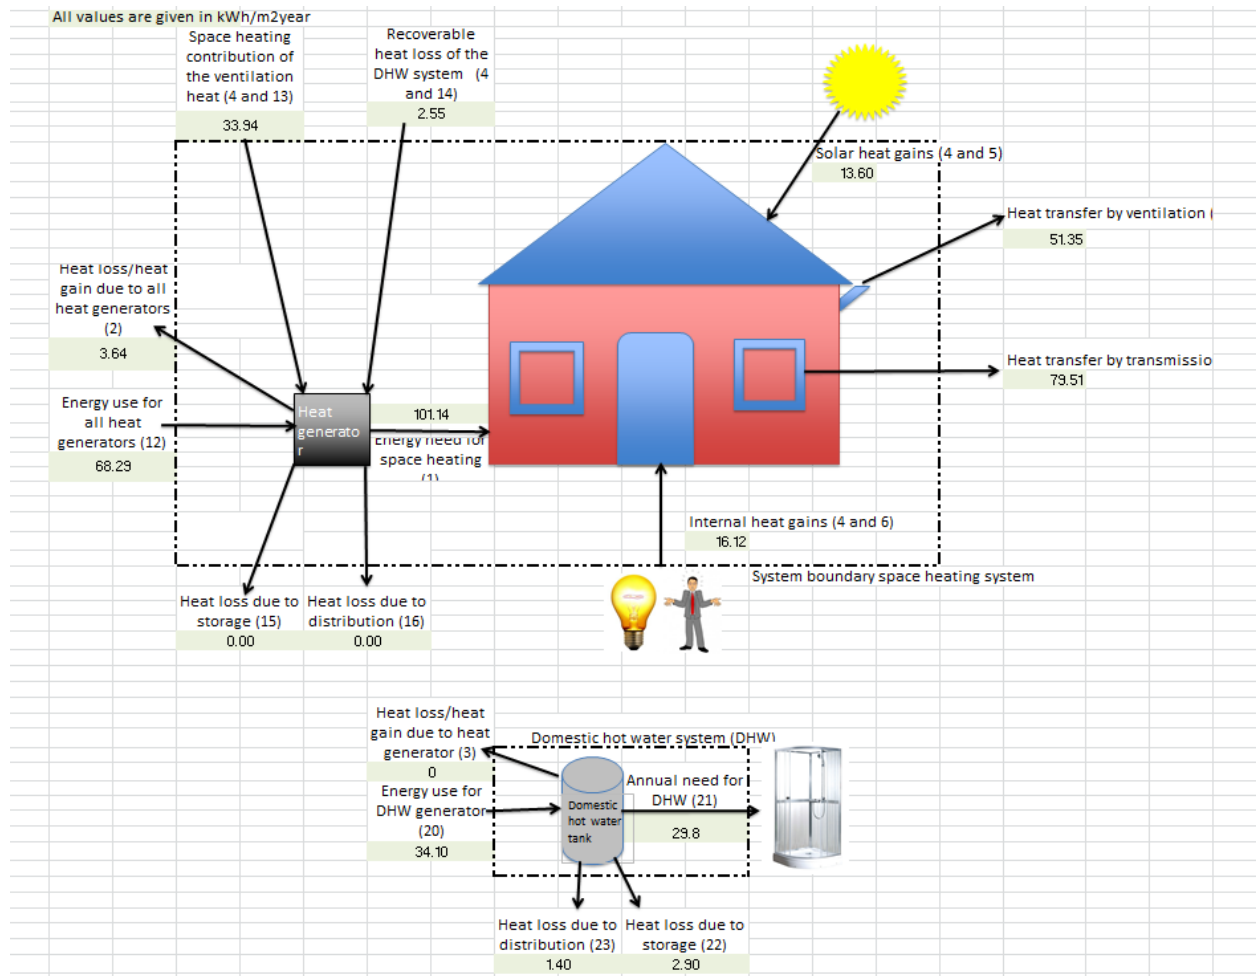 All values are given in kWh/m2year
Space heating
contribution of
the ventilation
heat (4 and 13)
33.94
Recoverable
heat loss of the
DHW system (4
and 14)
2.55
Solar heat gains (4 and 5)
13.60
Heat transfer by ventilation (
51.35
Heat loss/heat
gain due to all
heat generators
(2)
3.64
Heat transfer by transmissio
79.51
Energy use for
all heat
generators (12)
68.29
Heat
generato
r
101.14
Energy need for
space heating
(1)
Internal heat gains (4 and 6)
16.12
System boundary space heating system
Heat loss due to
storage (15)
0.00
Heat loss due to
distribution (16)
0.00
Heat loss/heat
gain due to heat
generator (3)
0
Domestic hot water system (DHW)
Energy use for
DHW generator
(20)
34.10
Domestic
hot water
tank
Annual need for
DHW (21)
29.8
Heat loss due to
distribution (23)
1.40
Heat loss due to
storage (22)
2.90